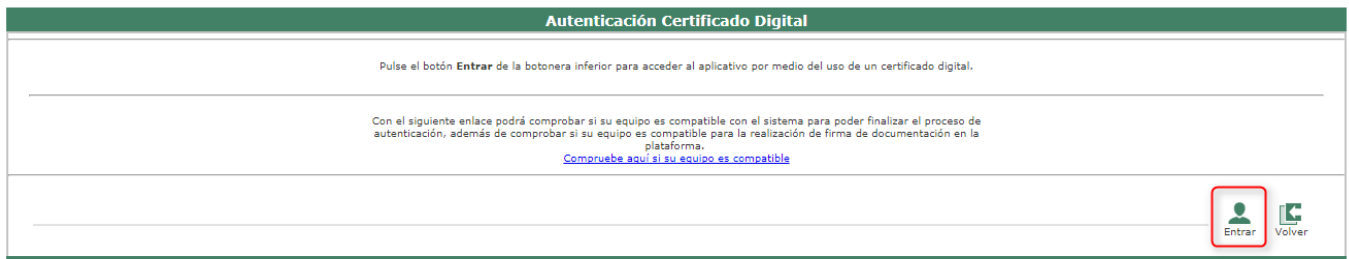 Autenticación Certificado Digital
Pulse el botón Entrar de la botonera inferior para acceder al aplicativo por medio del uso de un certificado digital.
Con el siguiente enlace podrá comprobar si su equipo es compatible con el sistema para poder finalizar el proceso de
autenticación, además de comprobar si su equipo es compatible para la realización de firma de documentación en la
plataforma.
Compruebe aquí si su equipo es compatible
Entrar Volver